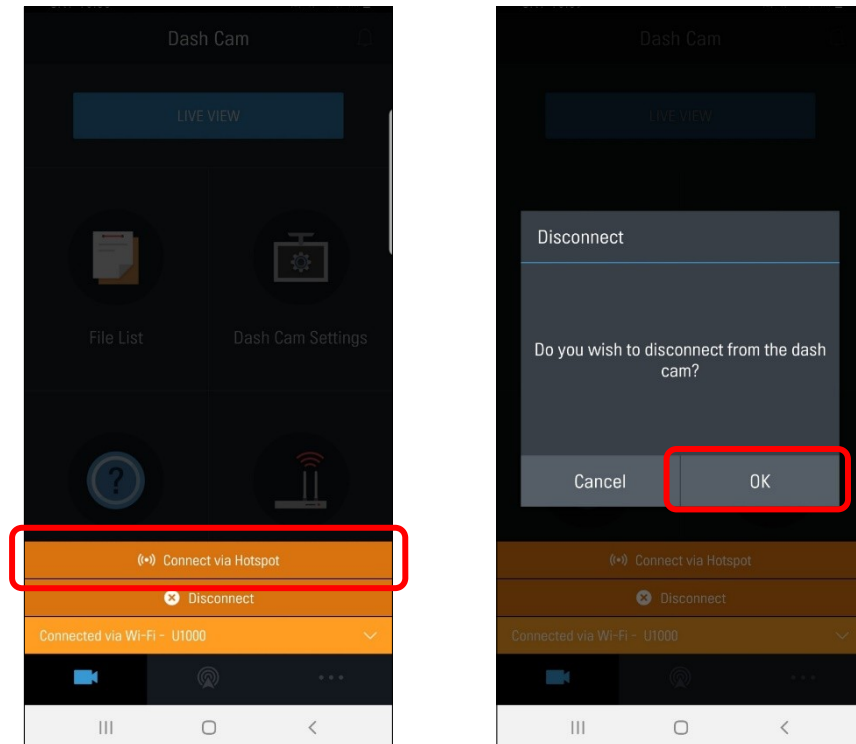 Dash Cam
LIVE VIEW
File List
Dash Cam Settings
Connect via Hotspot
Disconnect
Connected via Wi-Fi - U1000
Dash Cam
LIVE VIEW
Disconnect
Do you wish to disconnect from the dash
cam?
Cancel
OK
Connect via Hotspot
Disconnect
Connected via Wi-Fi - U1000